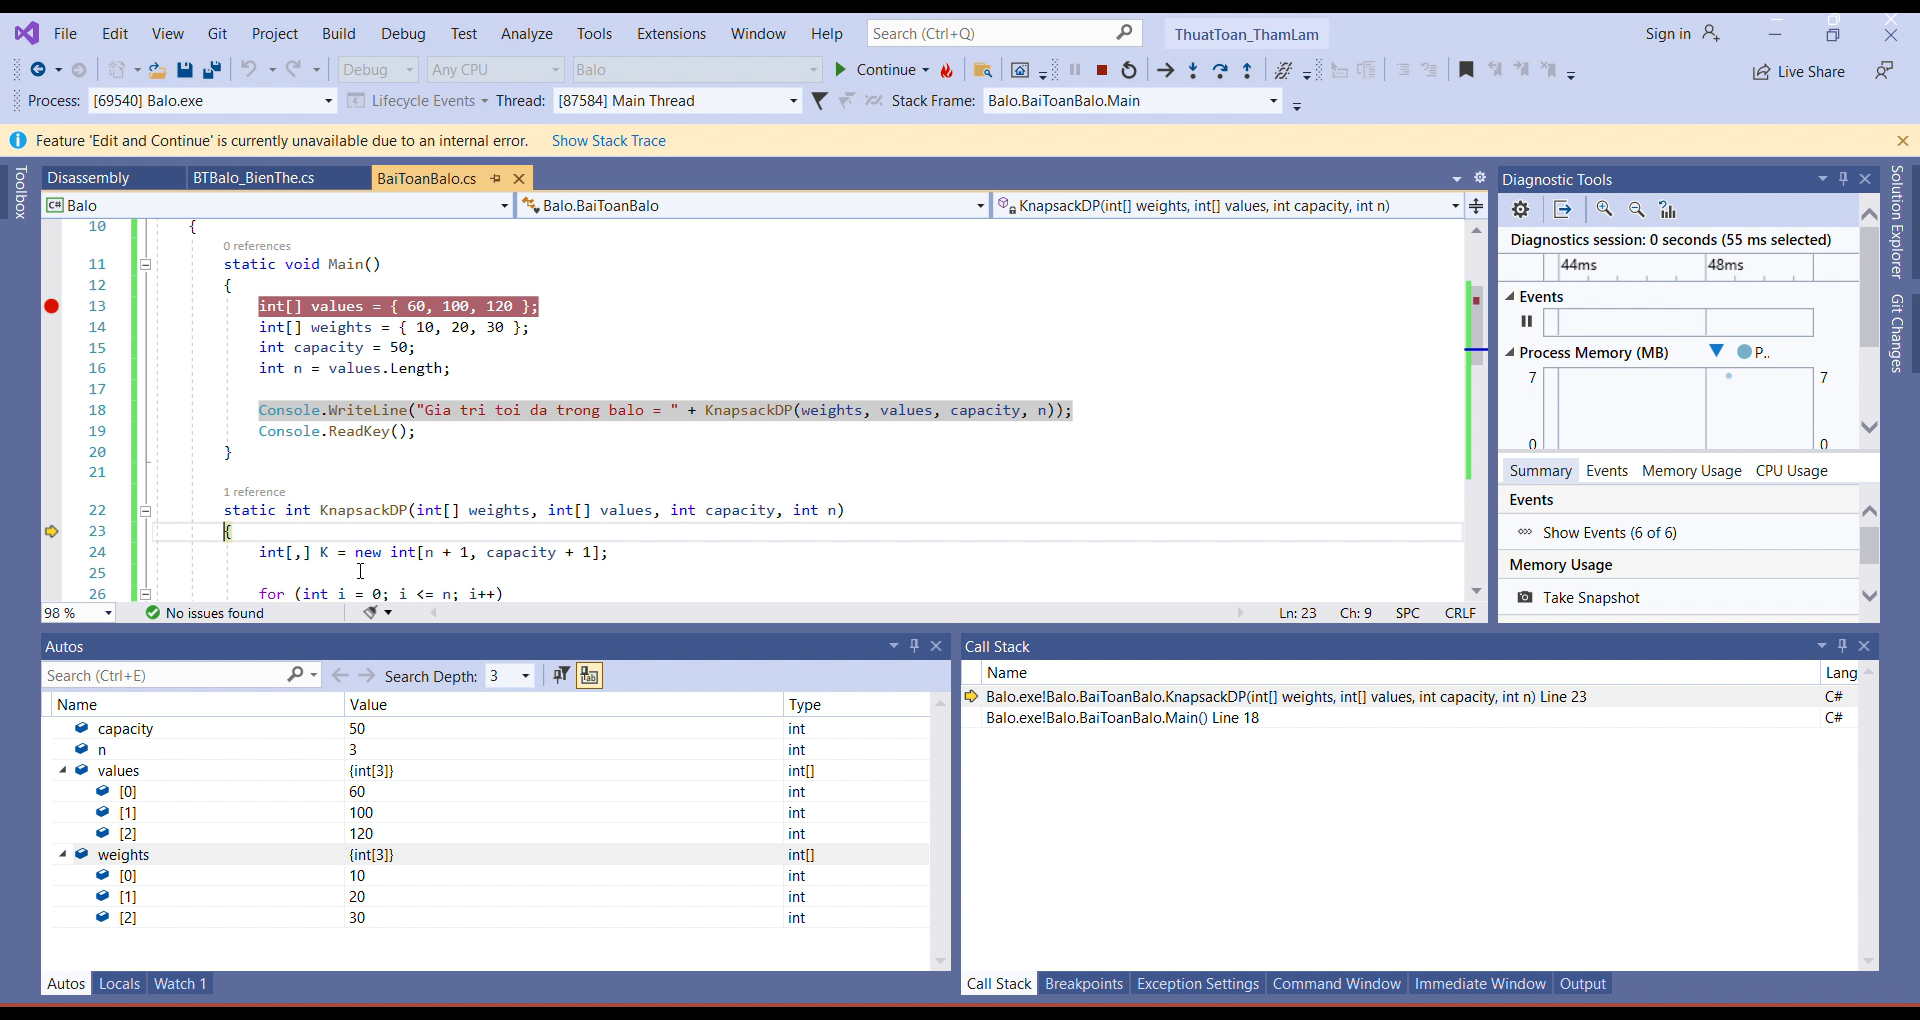 File Edit View Git Project Build Debug Test Analyze Tools Extensions Window Help Search (Ctrl+Q) ThuatToan_ThamLam Sign in
Debug Any CPU Balo Continue Live Share
Process: [69540] Balo.exe Lifecycle Events Thread: [87584] Main Thread Stack Frame: Balo.BaiToanBalo.Main
Feature 'Edit and Continue' is currently unavailable due to an internal error. Show Stack Trace
Toolbox
Disassembly BTBalo_BienThe.cs BaiToanBalo.cs
C# Balo Balo.BaiToanBalo KnapsackDP(int[] weights, int[] values, int capacity, int n)
10 {
0 references
11 static void Main()
12 {
13 int[] values = { 60, 100, 120 };
14 int[] weights = { 10, 20, 30 };
15 int capacity = 50;
16 int n = values.Length;
17
18 Console.WriteLine("Gia tri toi da trong balo = " + KnapsackDP(weights, values, capacity, n));
19 Console.ReadKey();
20 }
21
1 reference
22 static int KnapsackDP(int[] weights, int[] values, int capacity, int n)
23 {
24 int[,] K = new int[n + 1, capacity + 1];
25
26 for (int i = 0; i <= n; i++)
98 % No issues found Ln: 23 Ch: 9 SPC CRLF
Diagnostic Tools
Diagnostics session: 0 seconds (55 ms selected)
44ms 48ms
Events
Process Memory (MB) P..
7 7
0 0
Summary Events Memory Usage CPU Usage
Events
Show Events (6 of 6)
Memory Usage
Take Snapshot
Solution Explorer
Git Changes
Autos
Search (Ctrl+E) Search Depth: 3
Name Value Type
capacity 50 int
n 3 int
values {int[3]} int[]
[0] 60 int
[1] 100 int
[2] 120 int
weights {int[3]} int[]
[0] 10 int
[1] 20 int
[2] 30 int
Autos Locals Watch 1
Call Stack
Name Lang
Balo.exe!Balo.BaiToanBalo.KnapsackDP(int[] weights, int[] values, int capacity, int n) Line 23 C#
Balo.exe!Balo.BaiToanBalo.Main() Line 18 C#
Call Stack Breakpoints Exception Settings Command Window Immediate Window Output